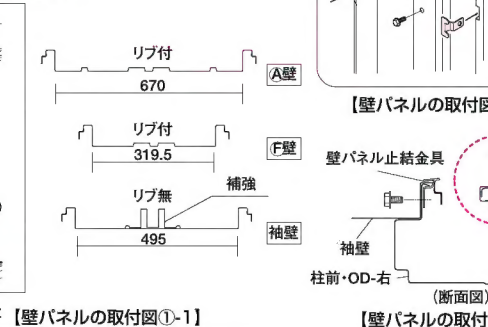 リブ付
Ⓐ壁
670
リブ付
Ⓕ壁
319.5
リブ無
補強
袖壁
495
【壁パネルの取付図①-1】
【壁パネルの取付図
壁パネル止結金具
袖壁
柱前・OD-右
(断面図)
【壁パネルの取付